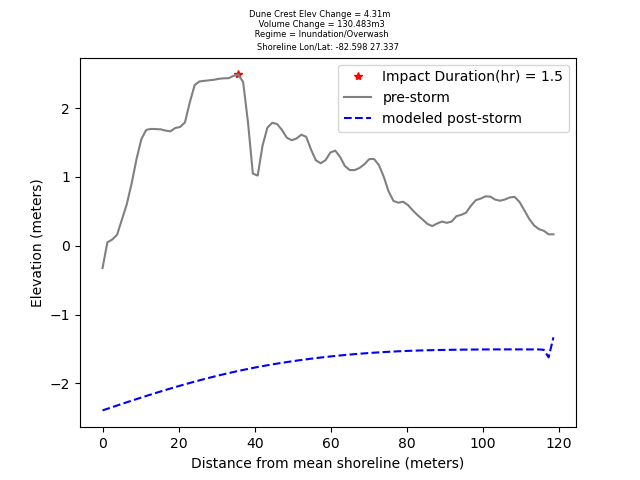 Dune Crest Elev Change = 4.31m
Volume Change = 130.483m3
Regime = Inundation/Overwash
Shoreline Lon/Lat: -82.598 27.337
Impact Duration(hr) = 1.5
pre-storm
modeled post-storm
2
1
0
−1
−2
Elevation (meters)
0 20 40 60 80 100 120
Distance from mean shoreline (meters)